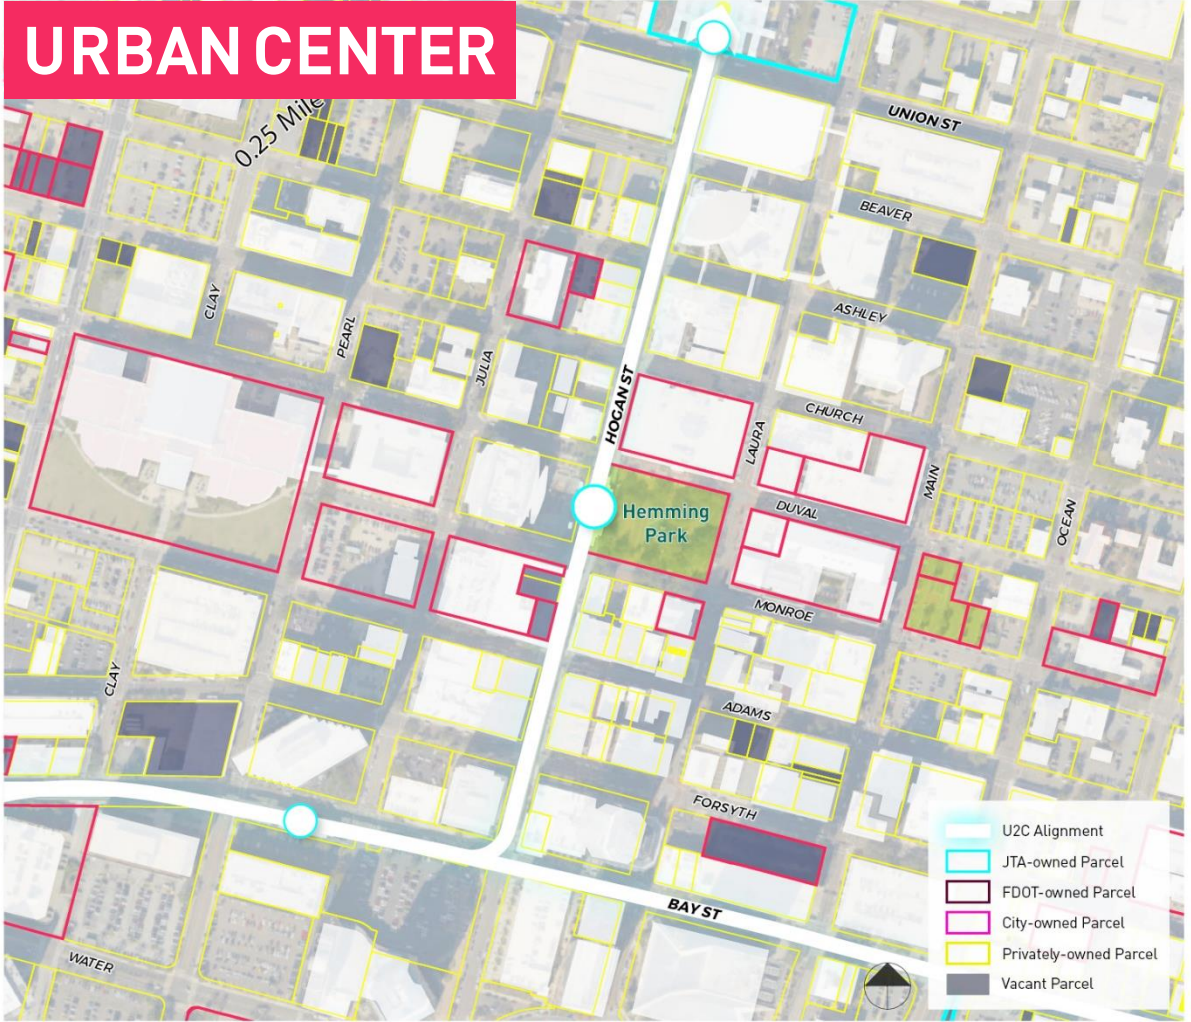 URBAN CENTER
0.25 Mile
UNION ST
BEAVER
CLAY
ASHLEY
PEARL
JULIA
HOGAN ST
CHURCH
LAURA
MAIN
DUVAL
OCEAN
Hemming
Park
MONROE
CLAY
ADAMS
FORSYTH
BAY ST
WATER
U2C Alignment
JTA-owned Parcel
FDOT-owned Parcel
City-owned Parcel
Privately-owned Parcel
Vacant Parcel